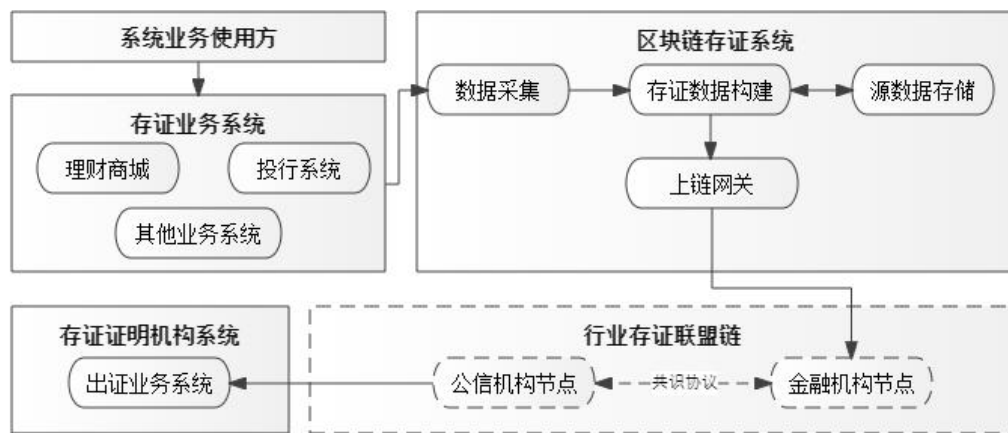 系统业务使用方
存证业务系统
理财商城
投行系统
其他业务系统
区块链存证系统
数据采集
存证数据构建
源数据存储
上链网关
存证证明机构系统
出证业务系统
行业存证联盟链
公信机构节点
共识协议
金融机构节点